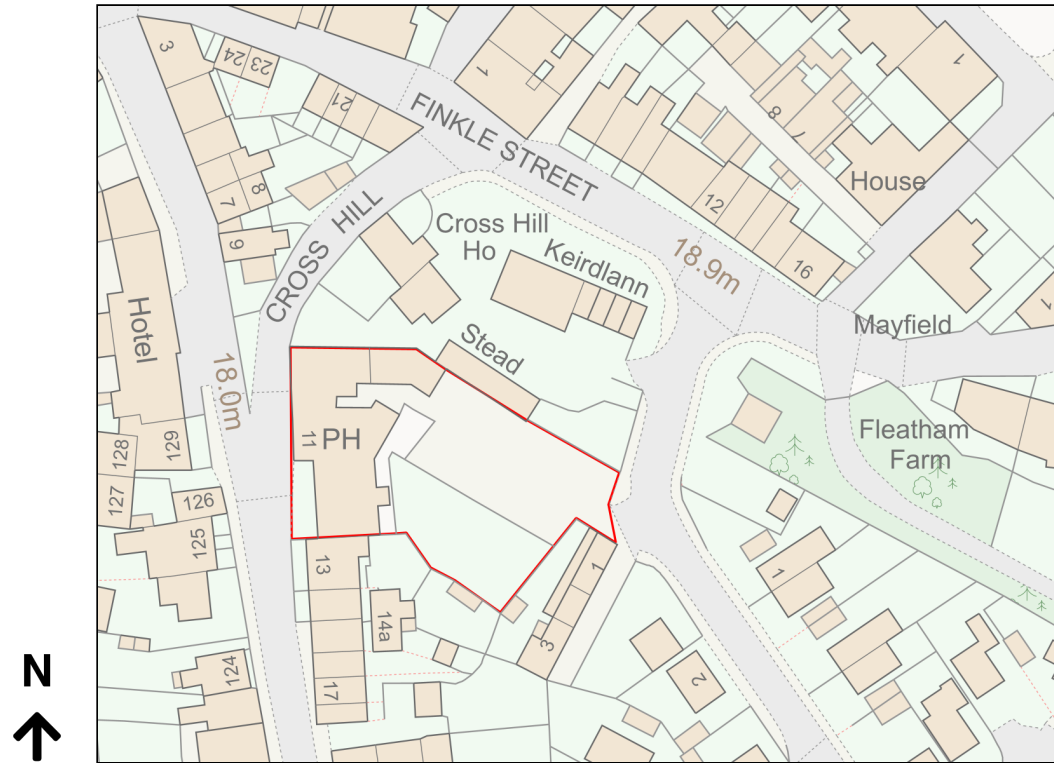 3
24
23
21
1
1
8
7
FINKLE STREET
House
12
8
7
9
CROSS HILL
Cross Hill
Ho
Keirdlann
18.9m
16
1
Mayfield
Hotel
18.0m
Stead
Fleatham
Farm
11
PH
128
129
127
126
125
13
1
1
14a
3
2
124
17
N